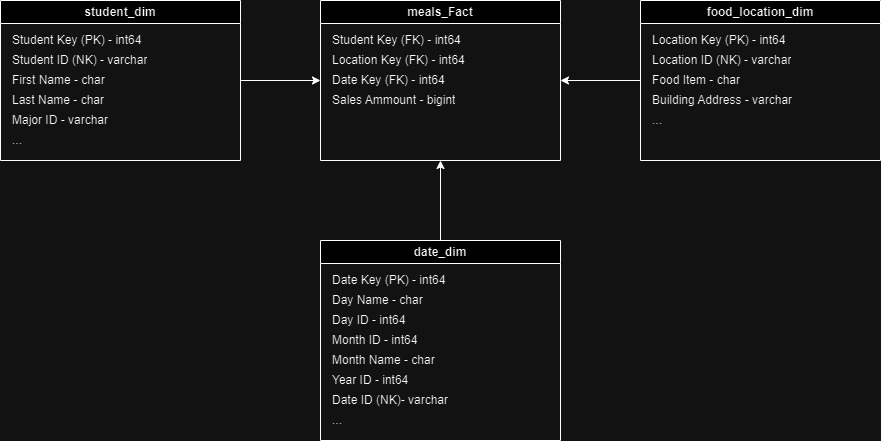 student_dim
Student Key (PK) - int64
Student ID (NK) - varchar
First Name - char
Last Name - char
Major ID - varchar
...
meals_Fact
Student Key (FK) - int64
Location Key (FK) - int64
Date Key (FK) - int64
Sales Ammount - bigint
food_location_dim
Location Key (PK) - int64
Location ID (NK) - varchar
Food Item - char
Building Address - varchar
...
date_dim
Date Key (PK) - int64
Day Name - char
Day ID - int64
Month ID - int64
Month Name - char
Year ID - int64
Date ID (NK)- varchar
...